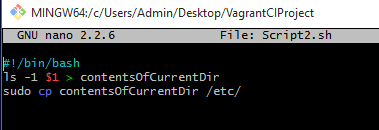 MINGW64:/c/Users/Admin/Desktop/VagrantCIProject
GNU nano 2.2.6 File: Script2.sh
#!/bin/bash
ls -1 $1 > contentsOfCurrentDir
sudo cp contentsOfCurrentDir /etc/